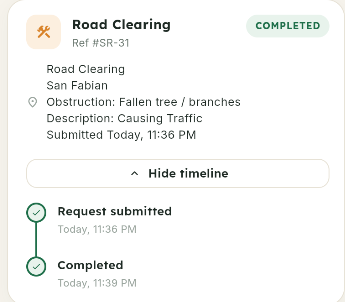 Road Clearing
COMPLETED
Ref #SR-31
Road Clearing
San Fabian
Obstruction: Fallen tree / branches
Description: Causing Traffic
Submitted Today, 11:36 PM
Hide timeline
Request submitted
Today, 11:36 PM
Completed
Today, 11:39 PM